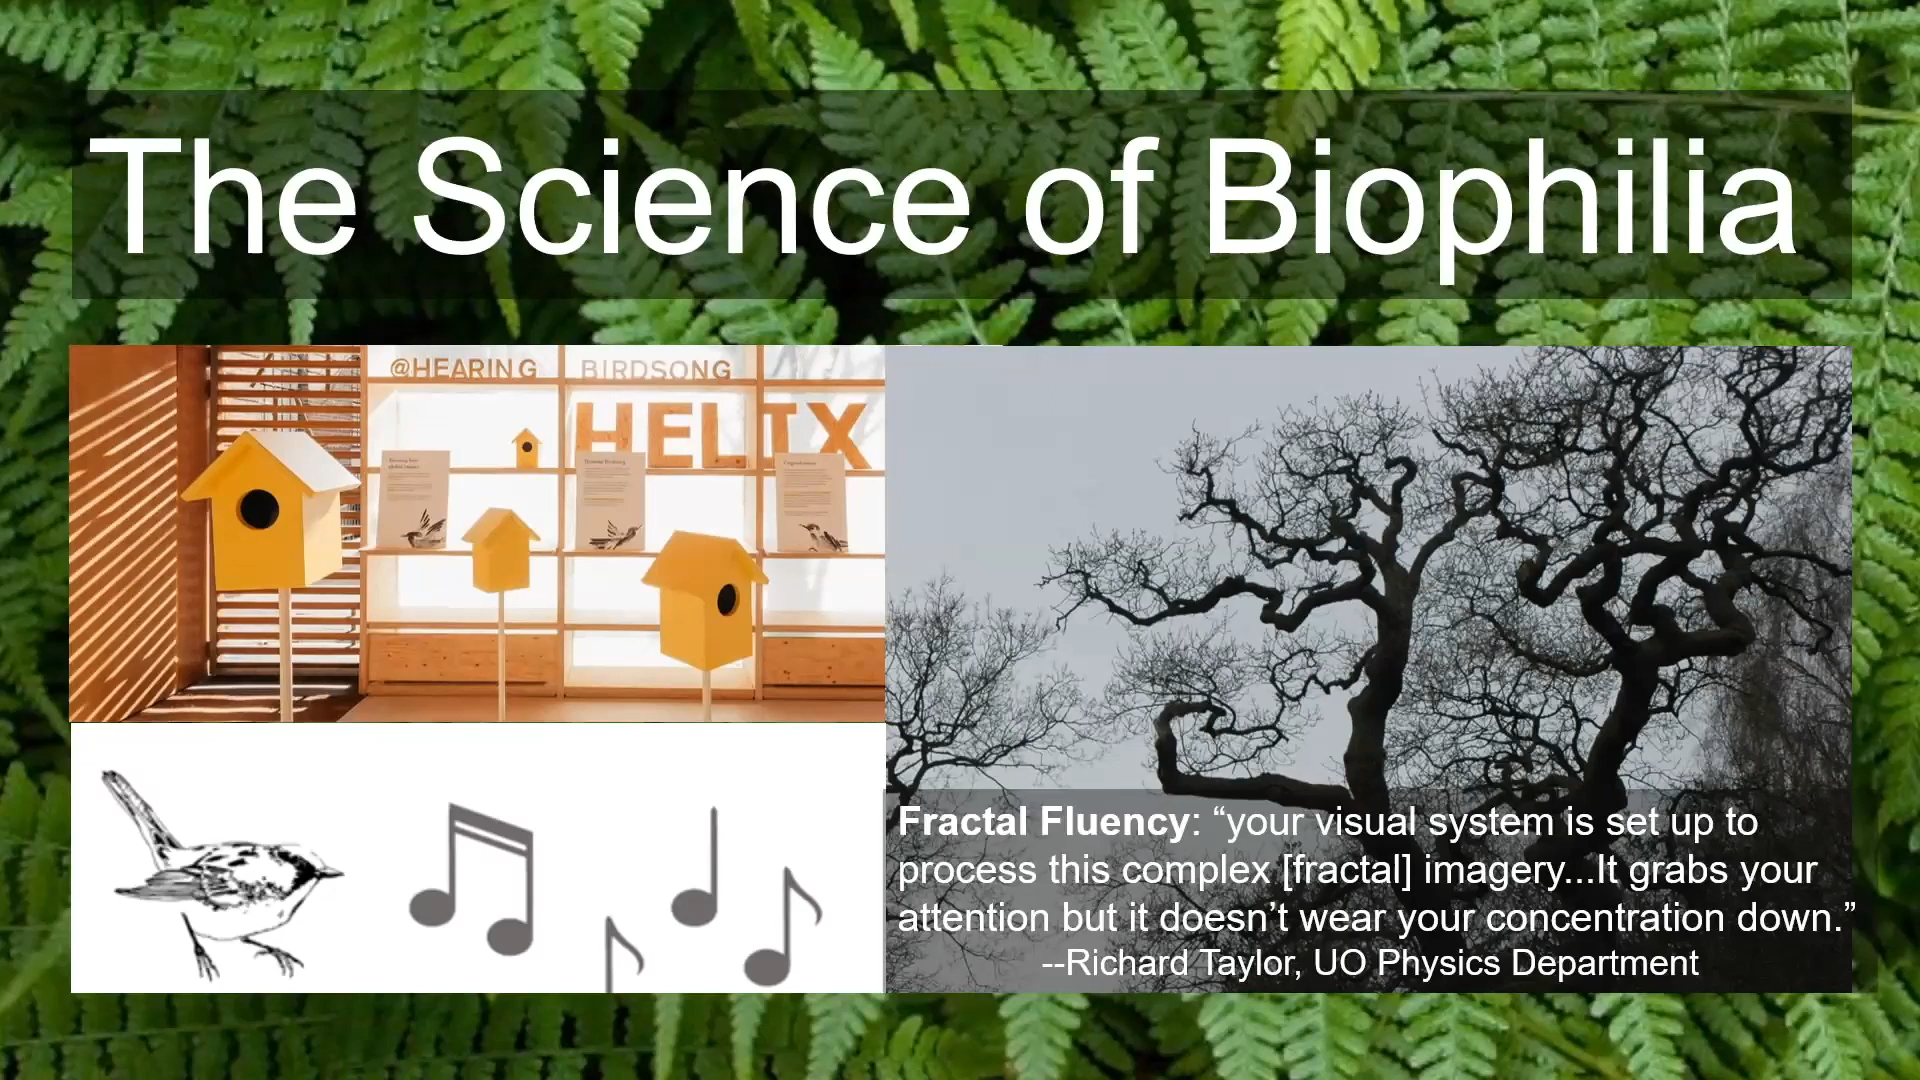 The Science of Biophilia
@HEARING BIRDSONG
HELIX
Fractal Fluency: “your visual system is set up to
process this complex [fractal] imagery...It grabs your
attention but it doesn’t wear your concentration down.”
--Richard Taylor, UO Physics Department